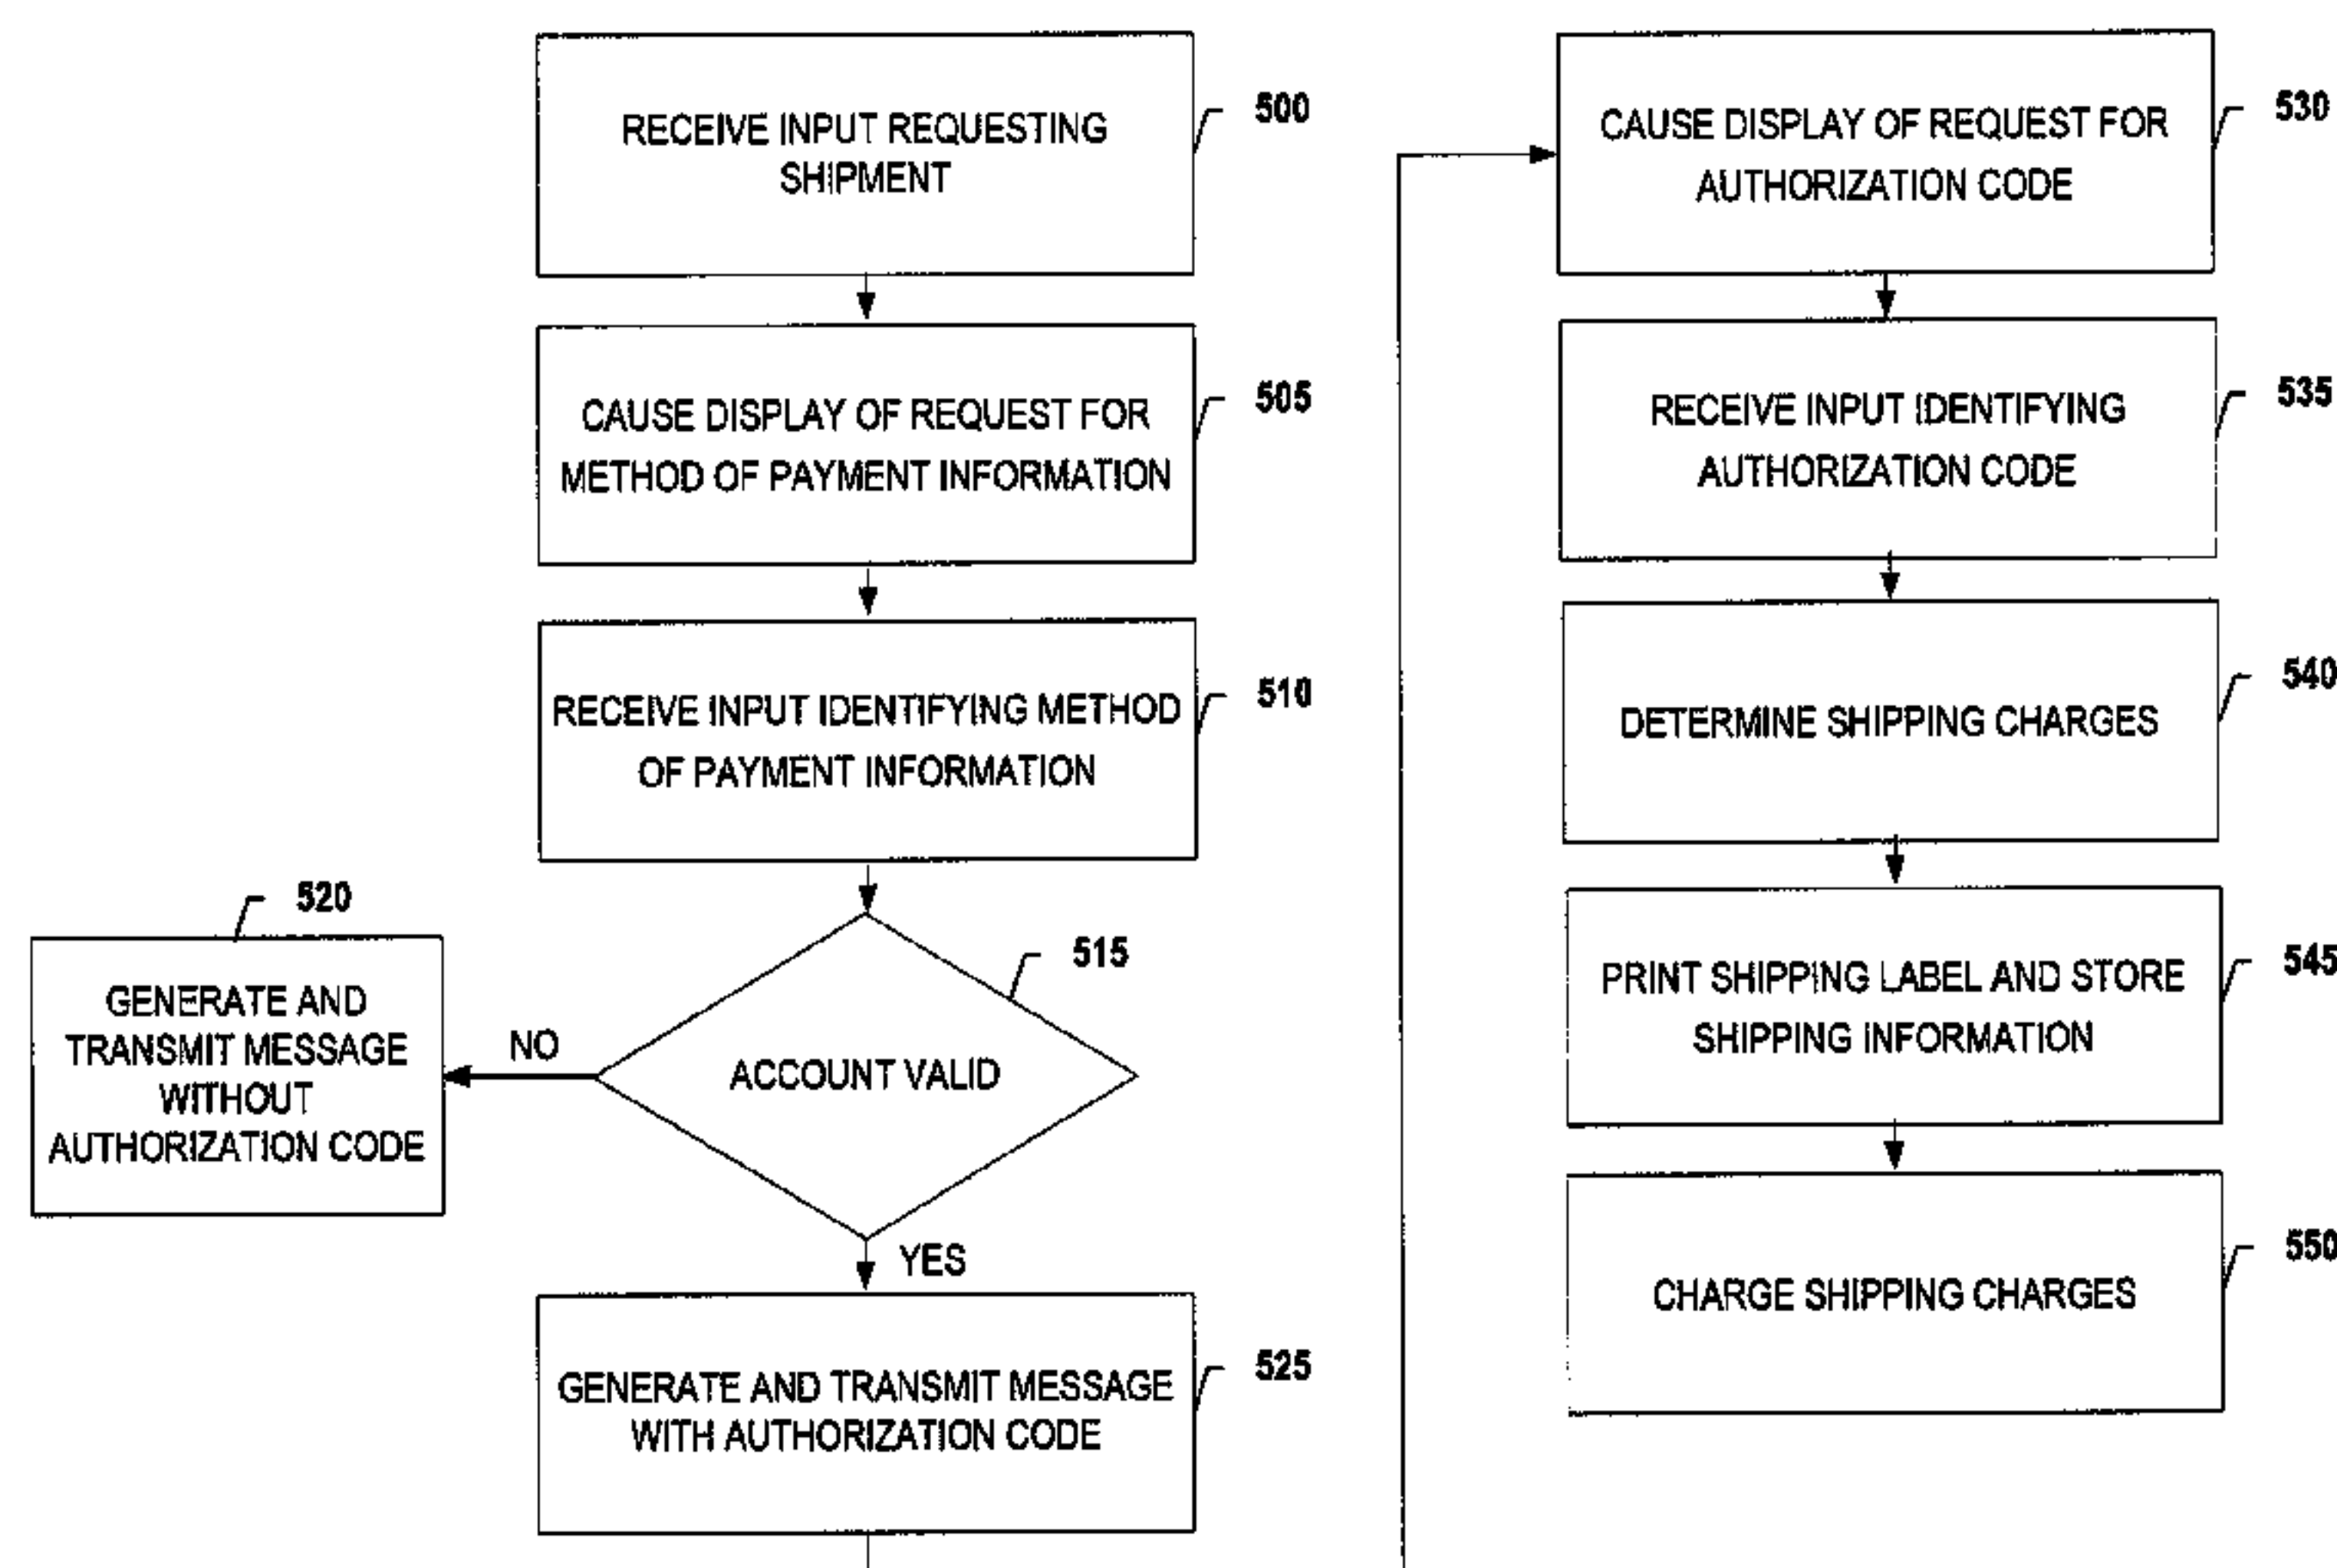 RECEIVE INPUT REQUESTING
SHIPMENT
500
CAUSE DISPLAY OF REQUEST FOR
METHOD OF PAYMENT INFORMATION
505
RECEIVE INPUT IDENTIFYING METHOD
OF PAYMENT INFORMATION
510
ACCOUNT VALID
515
NO
520
GENERATE AND
TRANSMIT MESSAGE
WITHOUT
AUTHORIZATION CODE
YES
GENERATE AND TRANSMIT MESSAGE
WITH AUTHORIZATION CODE
525
CAUSE DISPLAY OF REQUEST FOR
AUTHORIZATION CODE
530
RECEIVE INPUT IDENTIFYING
AUTHORIZATION CODE
535
DETERMINE SHIPPING CHARGES
540
PRINT SHIPPING LABEL AND STORE
SHIPPING INFORMATION
545
CHARGE SHIPPING CHARGES
550